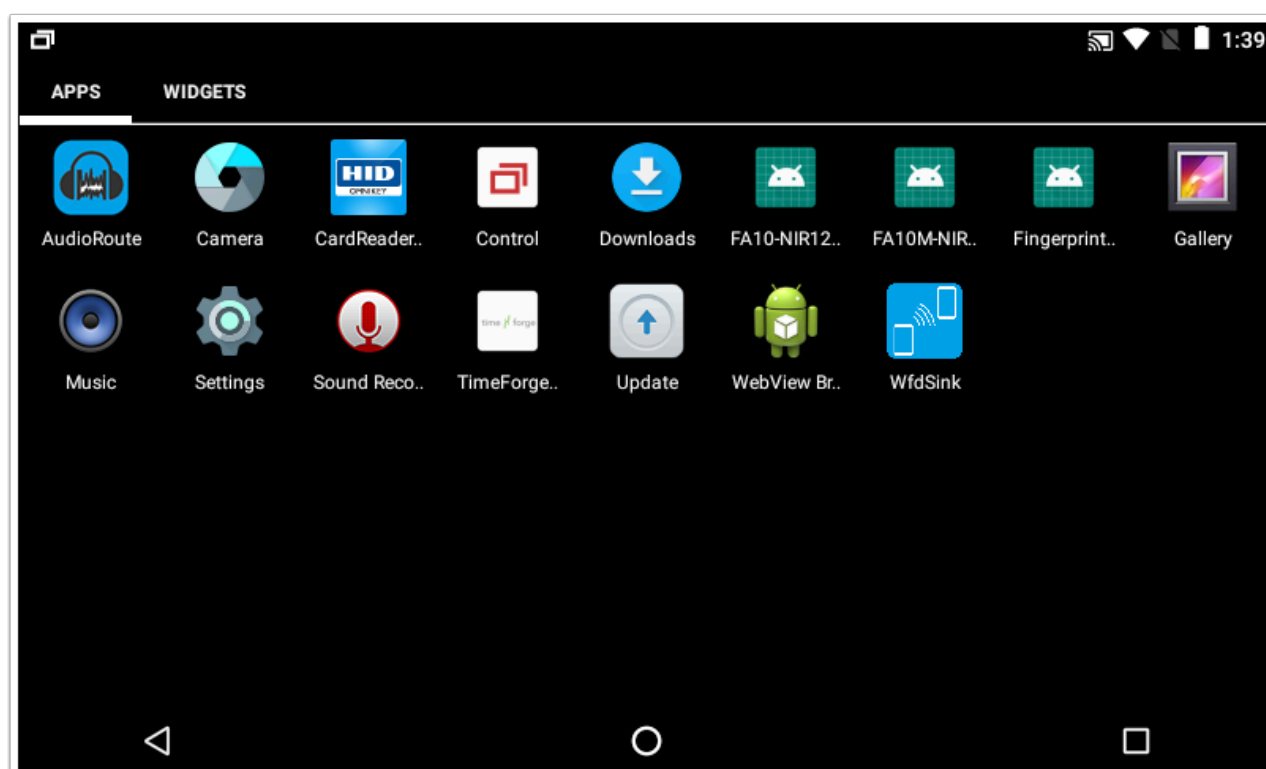 1:39
APPS WIDGETS
HID
OMNIKEY
AudioRoute Camera CardReader.. Control Downloads FA10-NIR12.. FA10M-NIR.. Fingerprint.. Gallery
time forge
Music Settings Sound Reco.. TimeForge.. Update WebView Br.. WfdSink